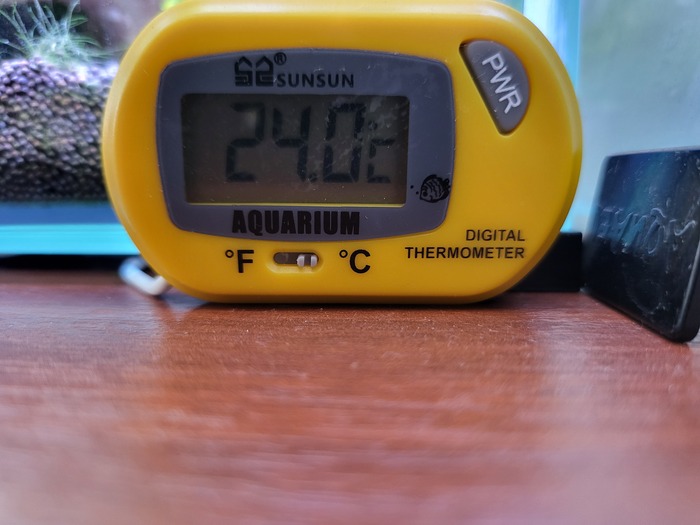 ® SUNSUN
PWR
24.0c
AQUARIUM
°F °C
DIGITAL
THERMOMETER